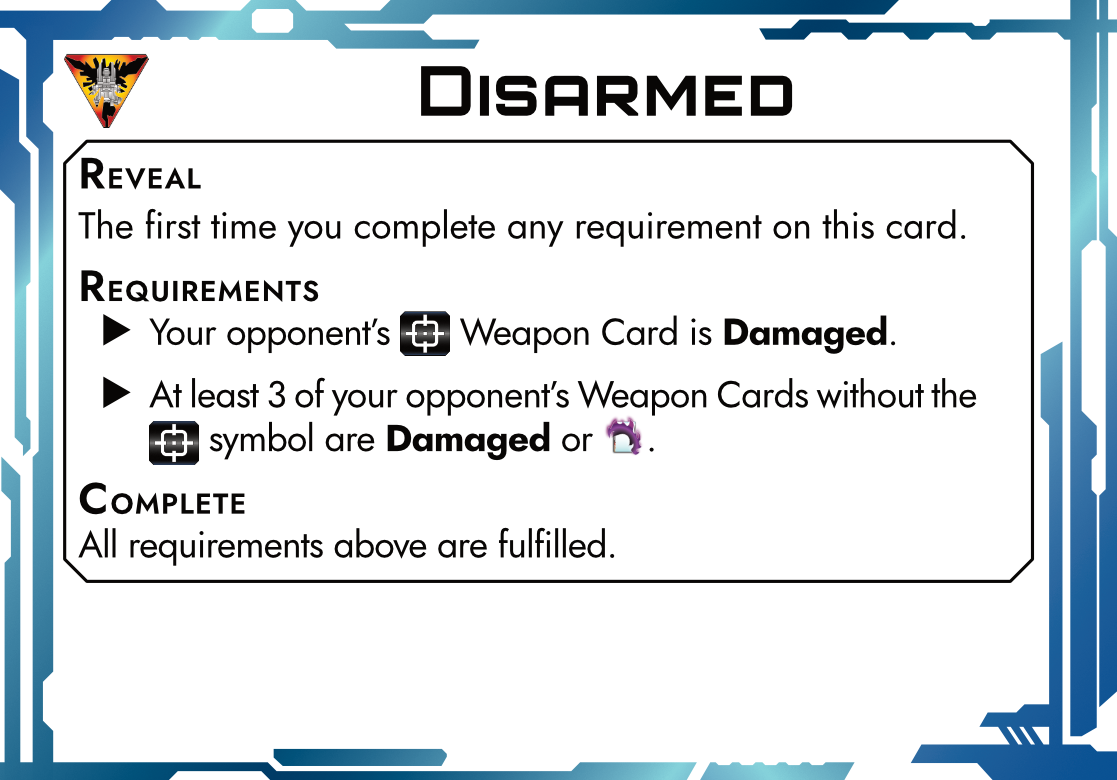 DISARMED
REVEAL
The first time you complete any requirement on this card.
REQUIREMENTS
▶ Your opponent's Weapon Card is Damaged.
▶ At least 3 of your opponent's Weapon Cards without the
symbol are Damaged or .
COMPLETE
All requirements above are fulfilled.